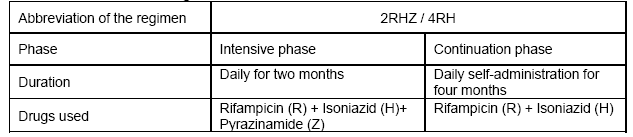 Abbreviation of the regimen 2RHZ / 4RH
Phase Intensive phase Continuation phase
Duration Daily for two months Daily self-administration for
four months
Drugs used Rifampicin (R) + Isoniazid (H)+ Rifampicin (R) + Isoniazid (H)
Pyrazinamide (Z)